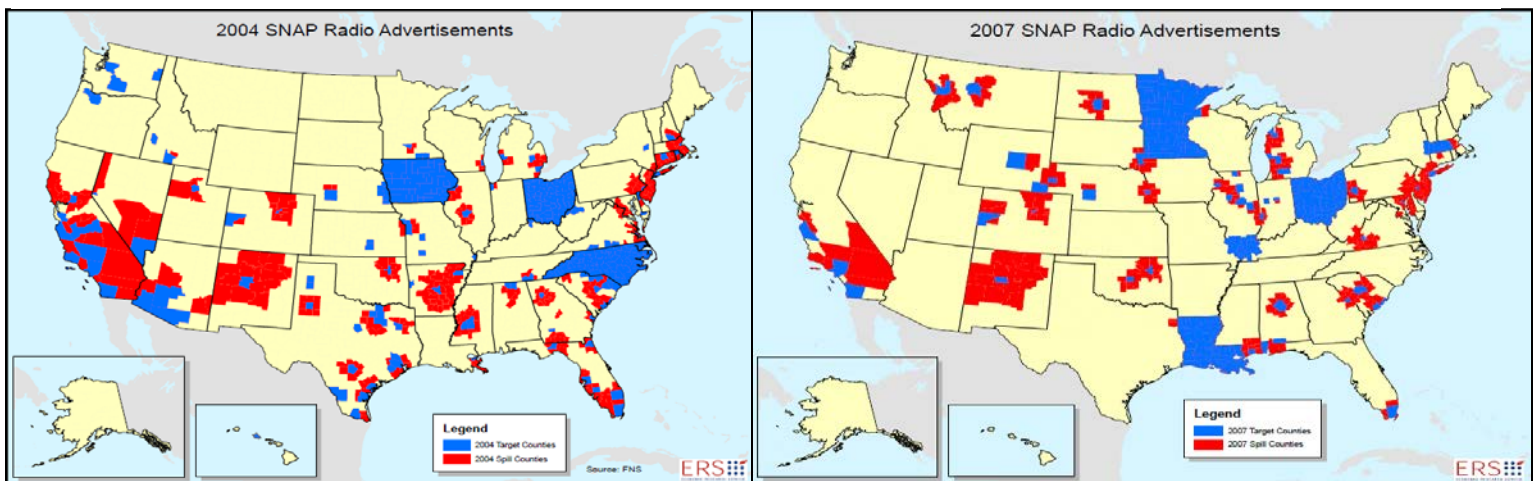 2004 SNAP Radio Advertisements
Legend
2004 Target Counties
2004 Spill Counties
Source: FNS
ERS
2007 SNAP Radio Advertisements
Legend
2007 Target Counties
2007 Spill Counties
ERS